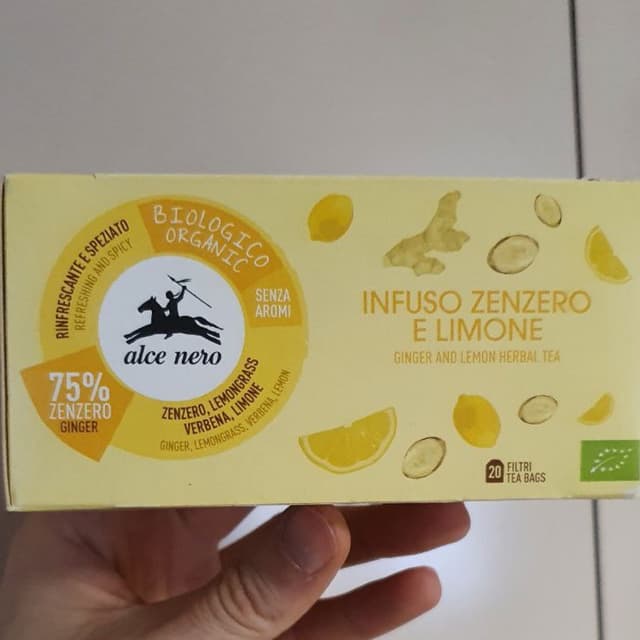 RINFRESCANTE E SPEZIATO
REFRESHING AND SPICY
BIOLOGICO
ORGANIC
SENZA
AROMI
alce nero
75%
ZENZERO
GINGER
ZENZERO, LEMONGRASS
VERBENA, LIMONE
GINGER, LEMONGRASS, VERBENA, LEMON
INFUSO ZENZERO
E LIMONE
GINGER AND LEMON HERBAL TEA
20 FILTRI
TEA BAGS